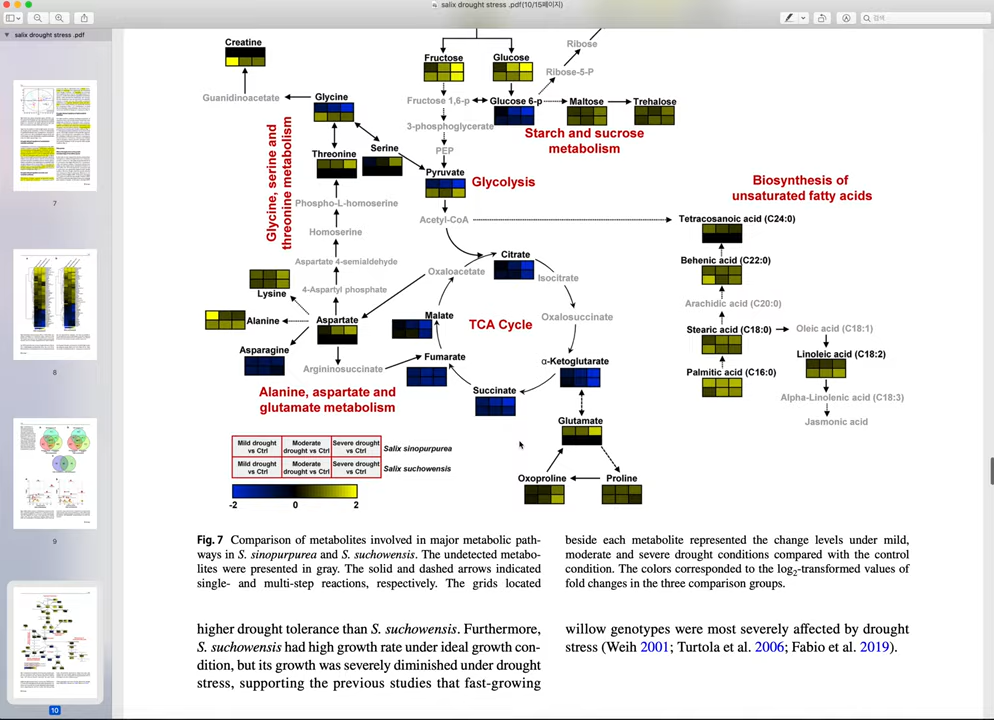 salix drought stress .pdf(10/15페이지)
검색
salix drought stress .pdf
7
8
9
10
Creatine
Guanidinoacetate
Glycine
Serine
Threonine
Phospho-L-homoserine
Homoserine
Aspartate 4-semialdehyde
4-Aspartyl phosphate
Lysine
Alanine
Aspartate
Asparagine
Argininosuccinate
Glycine, serine and
threonine metabolism
Alanine, aspartate and
glutamate metabolism
Fructose
Glucose
Ribose
Ribose-5-P
Fructose 1,6-p
Glucose 6-p
Maltose
Trehalose
3-phosphoglycerate
Starch and sucrose
metabolism
PEP
Pyruvate
Glycolysis
Acetyl-CoA
Citrate
Oxaloacetate
Isocitrate
Malate
TCA Cycle
Oxalosuccinate
Fumarate
α-Ketoglutarate
Succinate
Glutamate
Oxoproline
Proline
Biosynthesis of
unsaturated fatty acids
Tetracosanoic acid (C24:0)
Behenic acid (C22:0)
Arachidic acid (C20:0)
Stearic acid (C18:0)
Oleic acid (C18:1)
Linoleic acid (C18:2)
Palmitic acid (C16:0)
Alpha-Linolenic acid (C18:3)
Jasmonic acid
Mild drought
vs Ctrl
Moderate
drought vs Ctrl
Severe drought
vs Ctrl
Salix sinopurpurea
Mild drought
vs Ctrl
Moderate
drought vs Ctrl
Severe drought
vs Ctrl
Salix suchowensis
-2 0 2
Fig. 7 Comparison of metabolites involved in major metabolic path-
ways in S. sinopurpurea and S. suchowensis. The undetected metabo-
lites were presented in gray. The solid and dashed arrows indicated
single- and multi-step reactions, respectively. The grids located
beside each metabolite represented the change levels under mild,
moderate and severe drought conditions compared with the control
condition. The colors corresponded to the log2-transformed values of
fold changes in the three comparison groups.
higher drought tolerance than S. suchowensis. Furthermore,
S. suchowensis had high growth rate under ideal growth con-
dition, but its growth was severely diminished under drought
stress, supporting the previous studies that fast-growing
willow genotypes were most severely affected by drought
stress (Weih 2001; Turtola et al. 2006; Fabio et al. 2019).